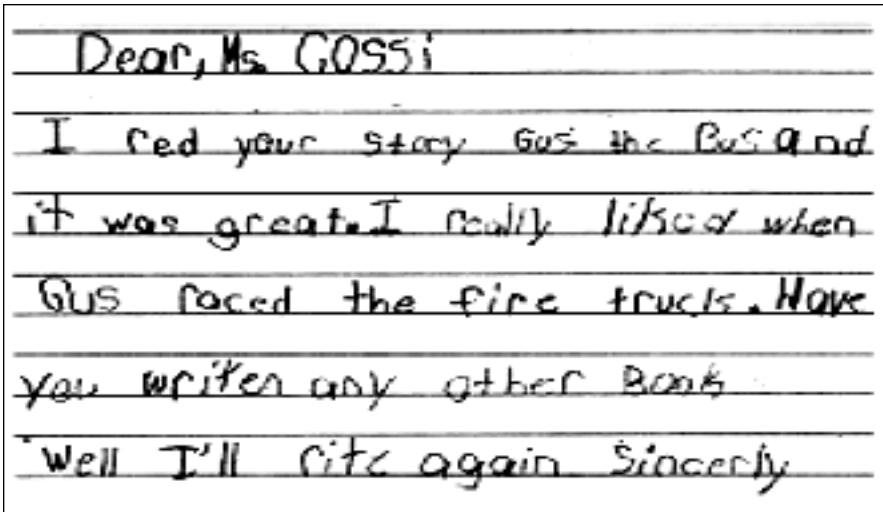 Dear, Ms. Gossi
I red your story Gus the Bus and
it was great. I really liked when
Gus raced the fire truck. Have
you writen any other Book
Well I'll rite again Sincerly